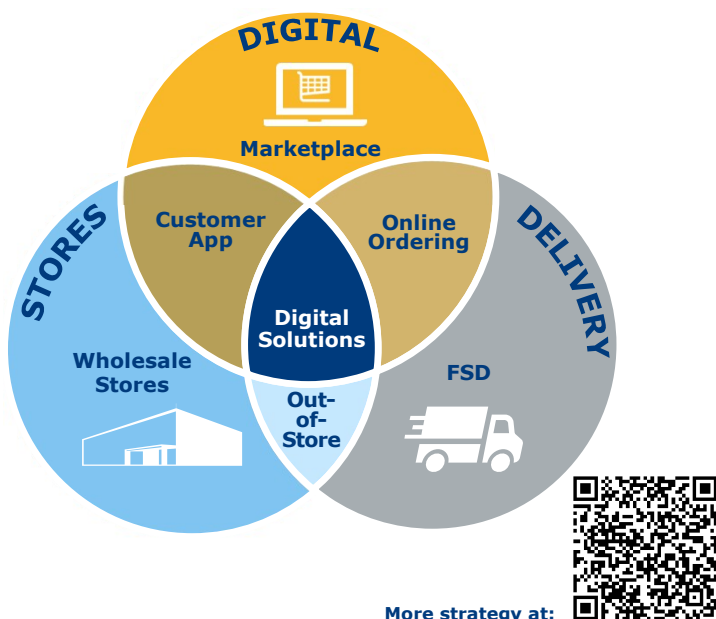 DIGITAL
Marketplace
Customer
App
Online
Ordering
STORES
DELIVERY
Digital
Solutions
Wholesale
Stores
FSD
Out-
of-
Store
More strategy at: